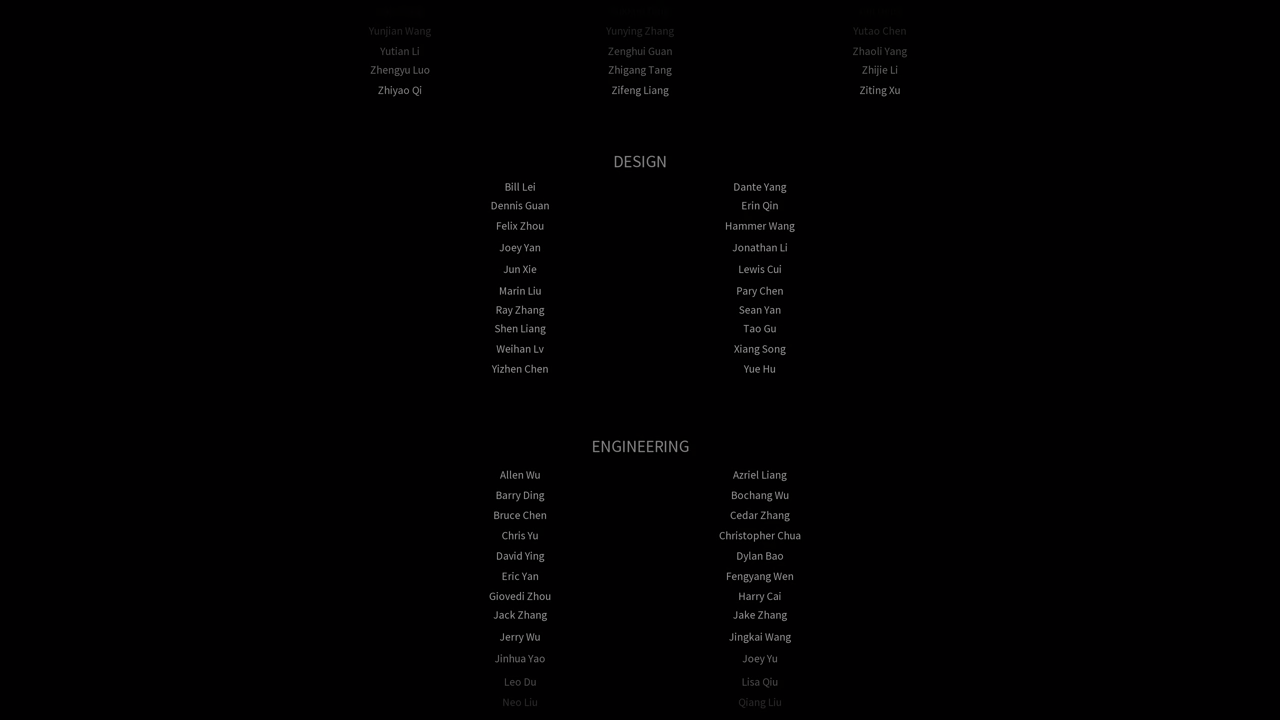 Yunjian Wang Yunying Zhang Yutao Chen
Yutian Li Zenghui Guan Zhaoli Yang
Zhengyu Luo Zhigang Tang Zhijie Li
Zhiyao Qi Zifeng Liang Ziting Xu
DESIGN
Bill Lei Dante Yang
Dennis Guan Erin Qin
Felix Zhou Hammer Wang
Joey Yan Jonathan Li
Jun Xie Lewis Cui
Marin Liu Pary Chen
Ray Zhang Sean Yan
Shen Liang Tao Gu
Weihan Lv Xiang Song
Yizhen Chen Yue Hu
ENGINEERING
Allen Wu Azriel Liang
Barry Ding Bochang Wu
Bruce Chen Cedar Zhang
Chris Yu Christopher Chua
David Ying Dylan Bao
Eric Yan Fengyang Wen
Giovedi Zhou Harry Cai
Jack Zhang Jake Zhang
Jerry Wu Jingkai Wang
Jinhua Yao Joey Yu
Leo Du Lisa Qiu
Neo Liu Qiang Liu